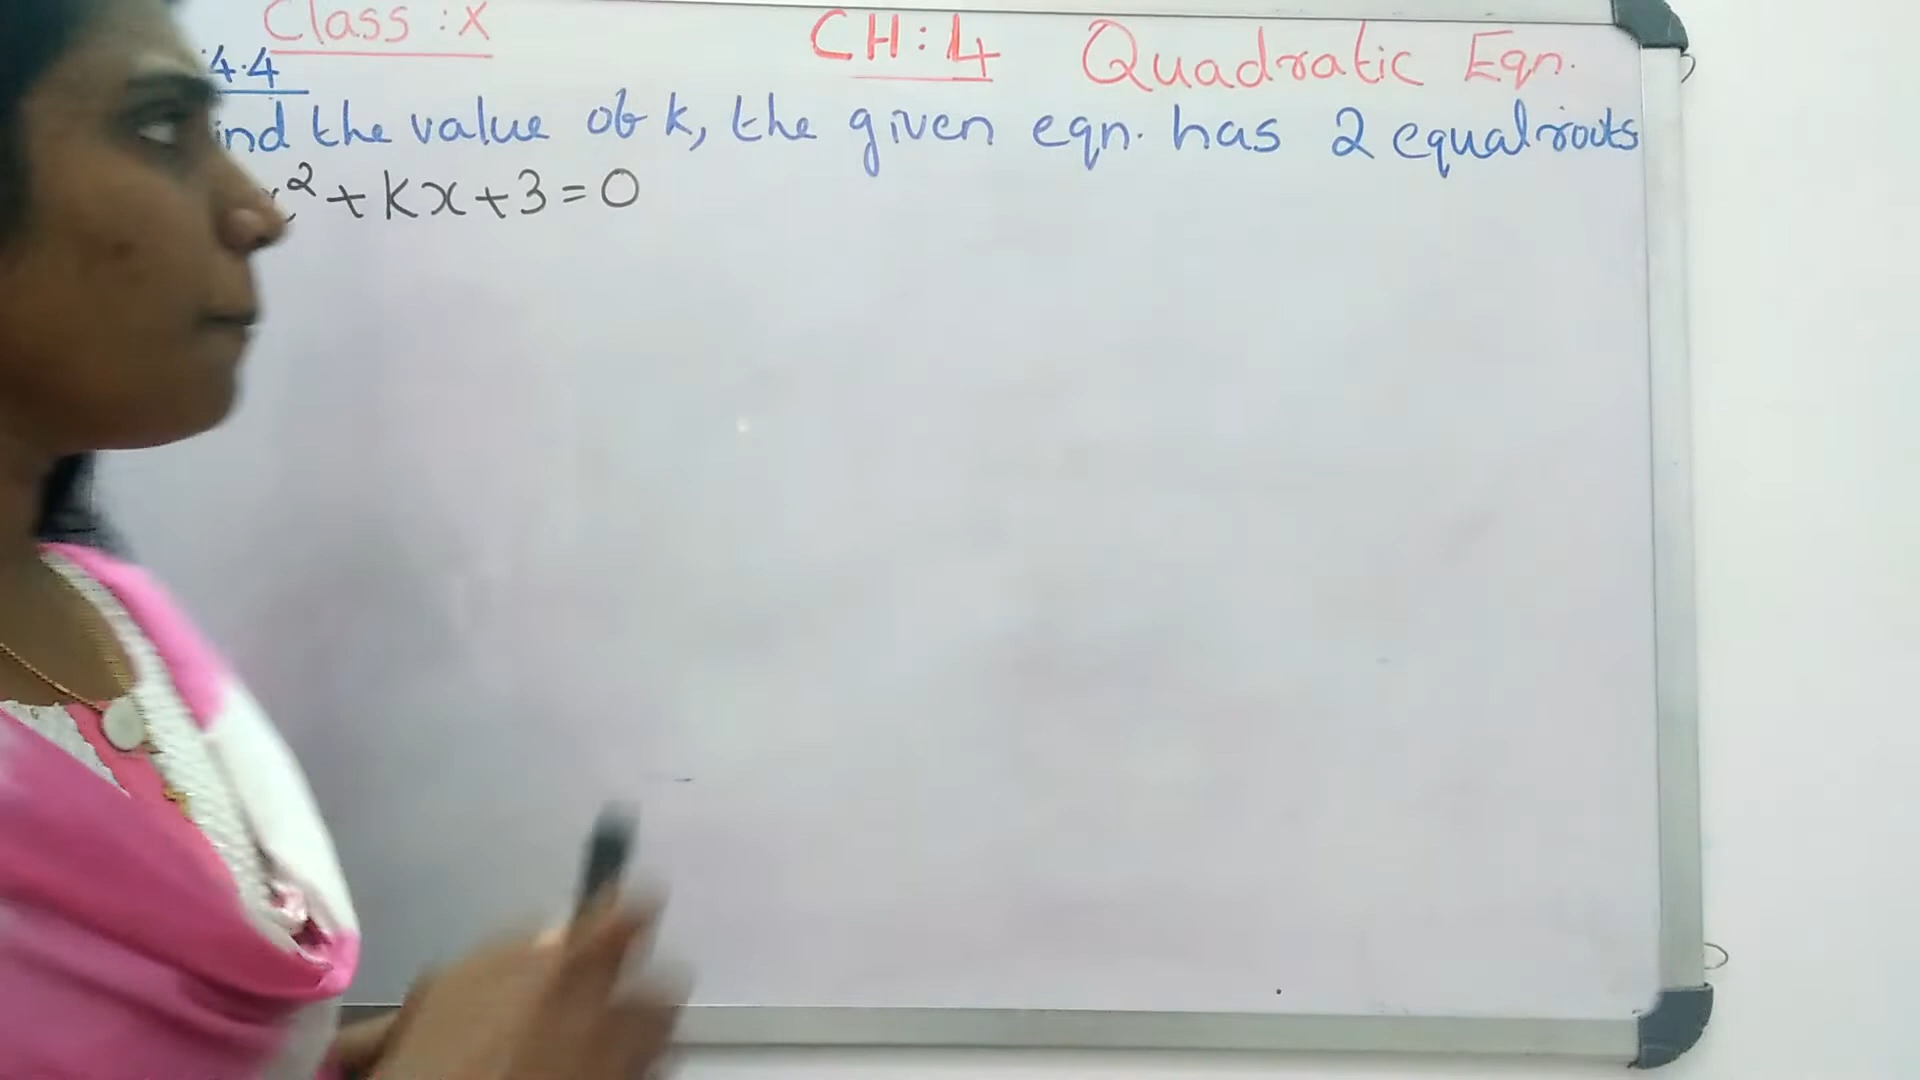 Class : X
CH : 4 Quadratic Eqn.
4.4
ind the value of k, the given eqn. has 2 equal roots
x² + kx + 3 = 0